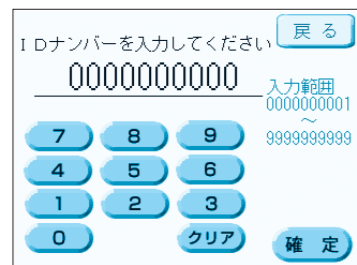 戻 る
IDナンバーを入力してください
0000000000
入力範囲
0000000001
～
9999999999
7 8 9
4 5 6
1 2 3
0 クリア
確 定